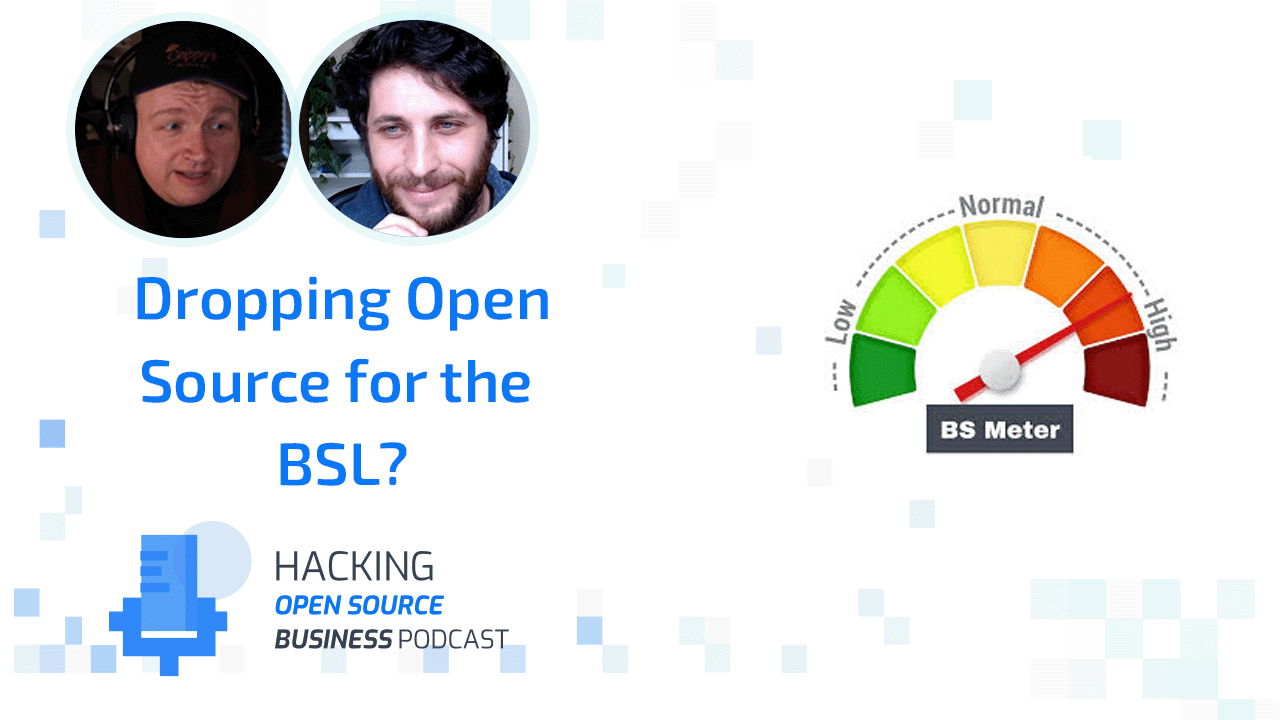 Dropping Open
Source for the
BSL?
HACKING
OPEN SOURCE
BUSINESS PODCAST
Normal
Low
High
BS Meter